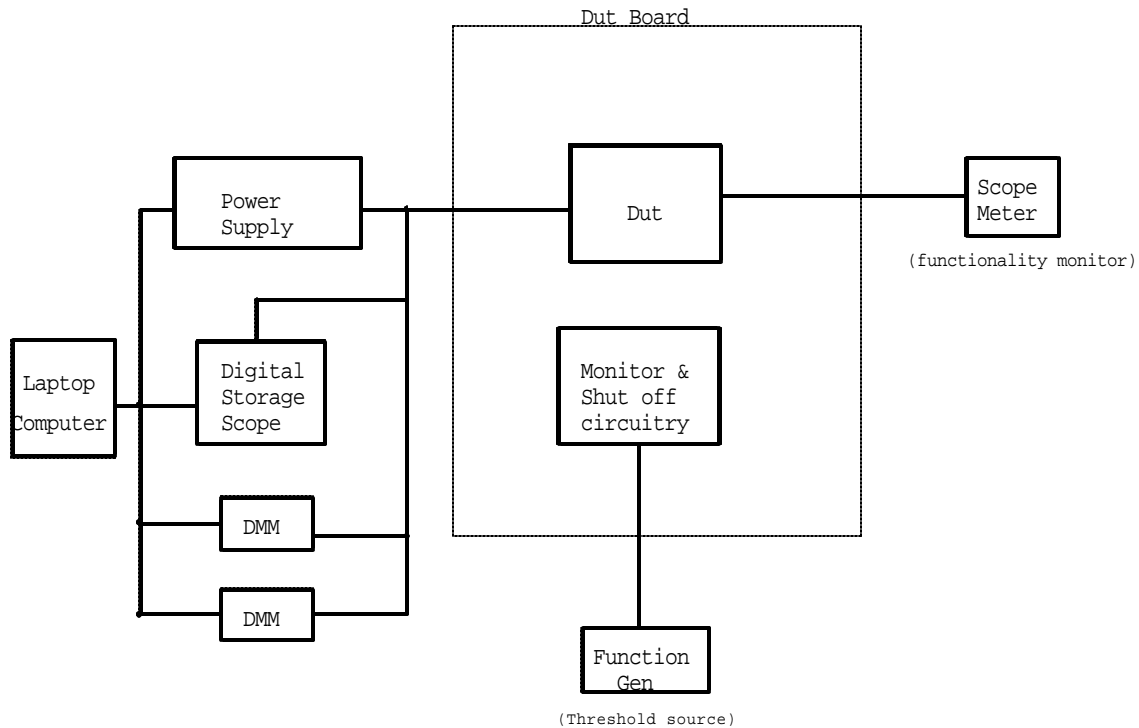 Dut Board
Power
Supply
Dut
Scope
Meter
(functionality monitor)
Laptop
Computer
Digital
Storage
Scope
Monitor &
Shut off
circuitry
DMM
DMM
Function
Gen
(Threshold source)